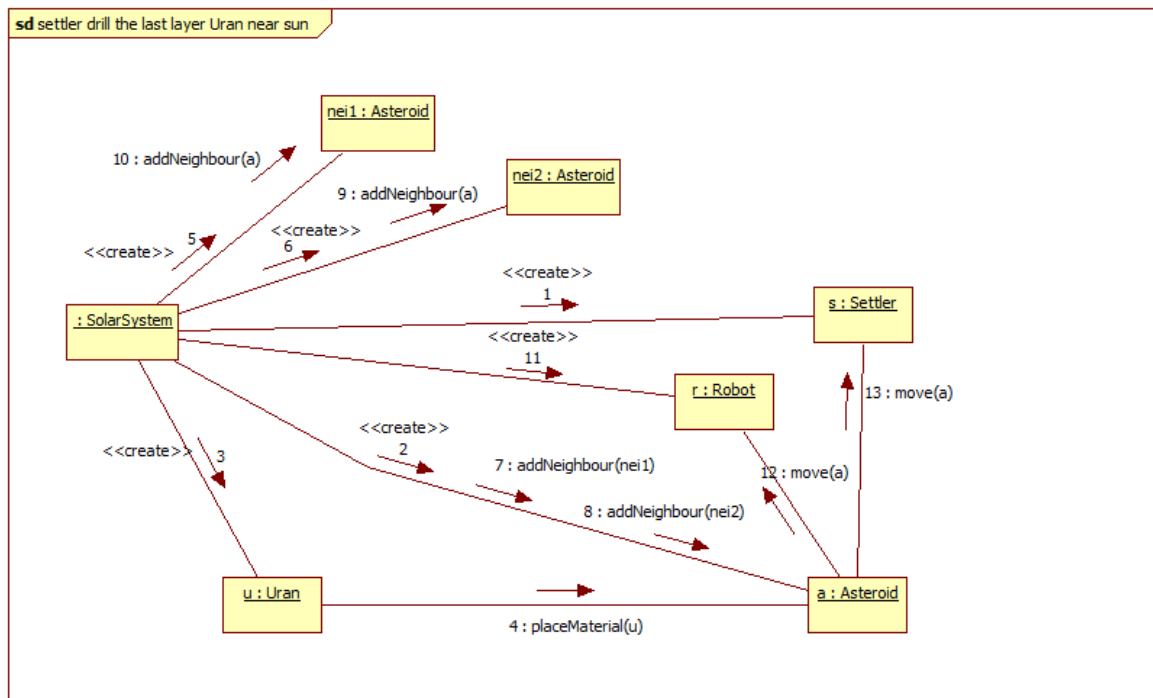 sd settler drill the last layer Uran near sun
nei1 : Asteroid
10 : addNeighbour(a)
nei2 : Asteroid
9 : addNeighbour(a)
<<create>>
5
<<create>>
6
<<create>>
1
: SolarSystem
s : Settler
<<create>>
11
r : Robot
13 : move(a)
<<create>>
2
<<create>>
3
7 : addNeighbour(nei1)
12 : move(a)
8 : addNeighbour(nei2)
u : Uran
a : Asteroid
4 : placeMaterial(u)